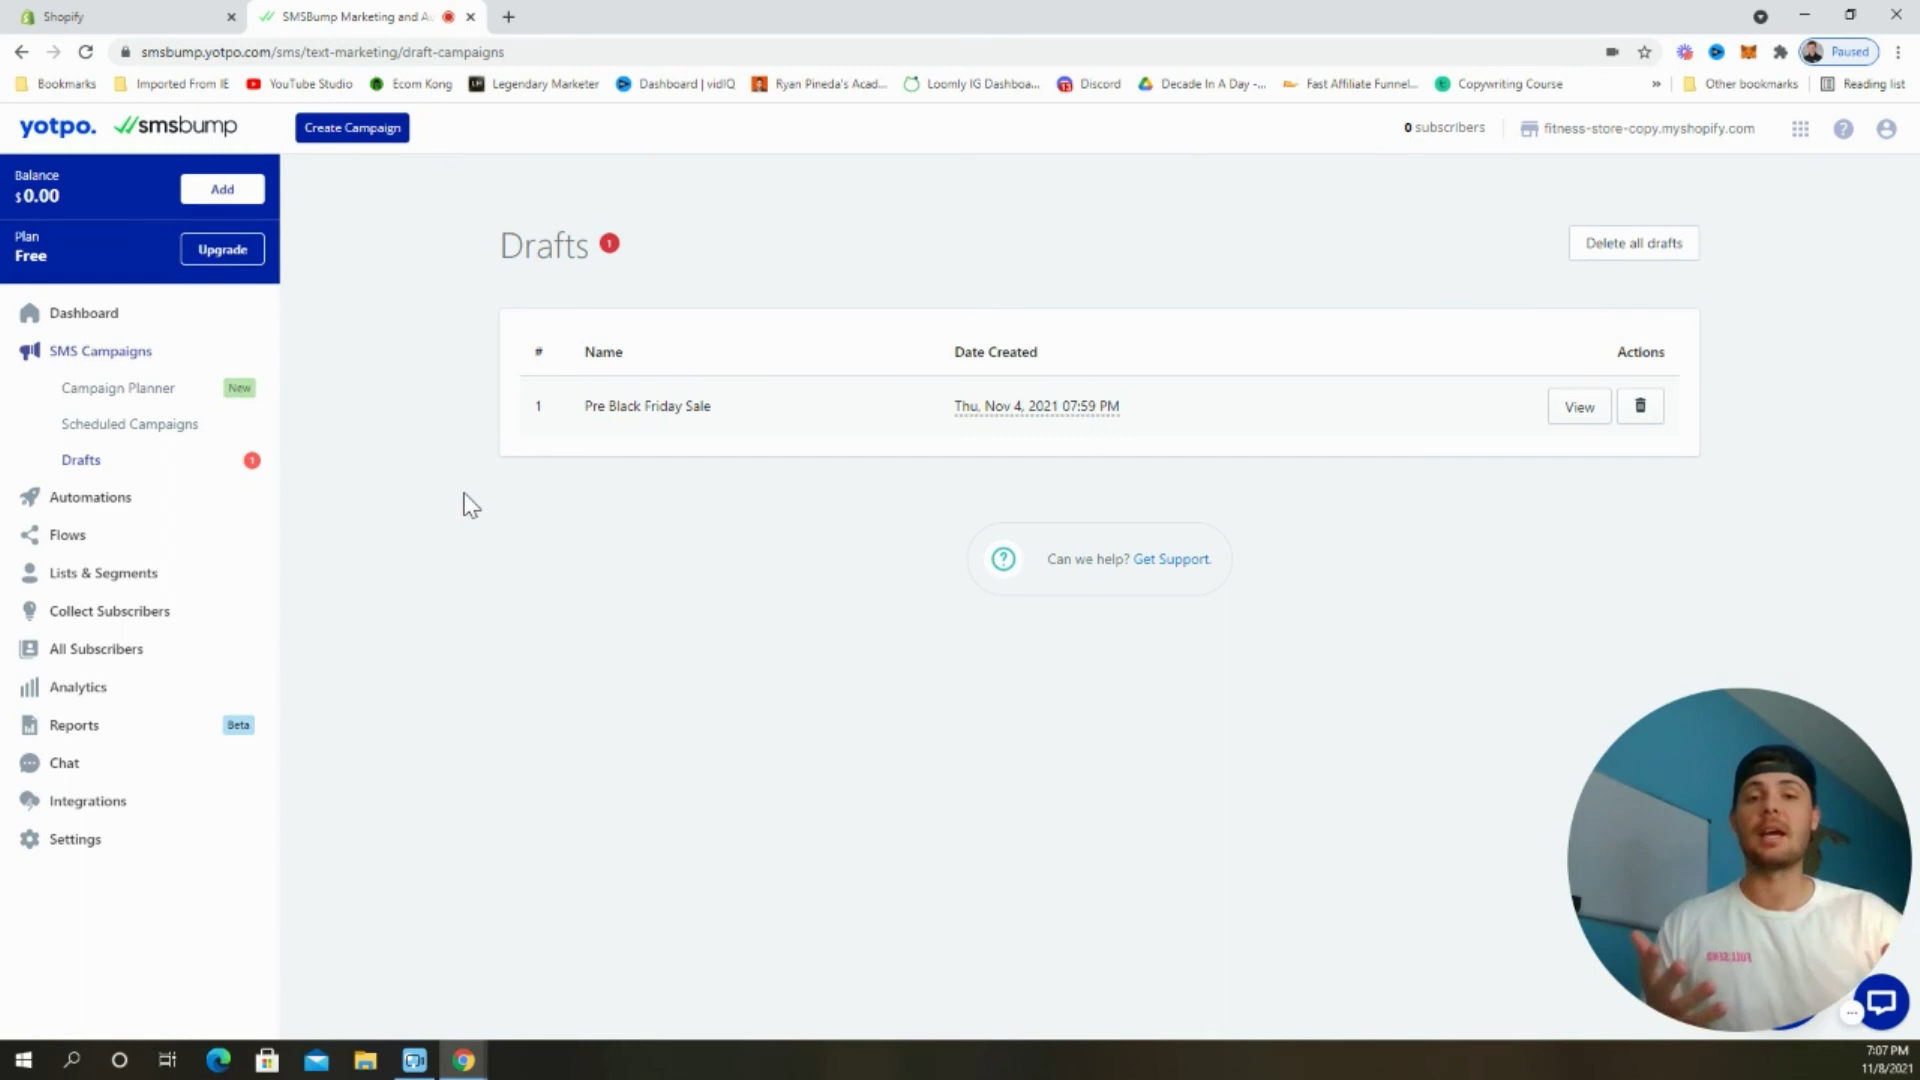 Shopify
SMSBump Marketing and Au
smsbump.yotpo.com/sms/text-marketing/draft-campaigns
Paused
Bookmarks
Imported From IE
YouTube Studio
Ecom Kong
Legendary Marketer
Dashboard | vidIQ
Ryan Pineda's Acad...
Loomly IG Dashboa...
Discord
Decade In A Day -...
Fast Affiliate Funnel...
Copywriting Course
Other bookmarks
Reading list
yotpo. smsbump
Create Campaign
0 subscribers
fitness-store-copy.myshopify.com
Balance
$0.00
Add
Plan
Free
Upgrade
Dashboard
SMS Campaigns
Campaign Planner New
Scheduled Campaigns
Drafts 1
Automations
Flows
Lists & Segments
Collect Subscribers
All Subscribers
Analytics
Reports Beta
Chat
Integrations
Settings
Drafts 1
Delete all drafts
# Name Date Created Actions
1 Pre Black Friday Sale Thu, Nov 4, 2021 07:59 PM View
Can we help? Get Support.
FULL SEND
7:07 PM
11/8/2021